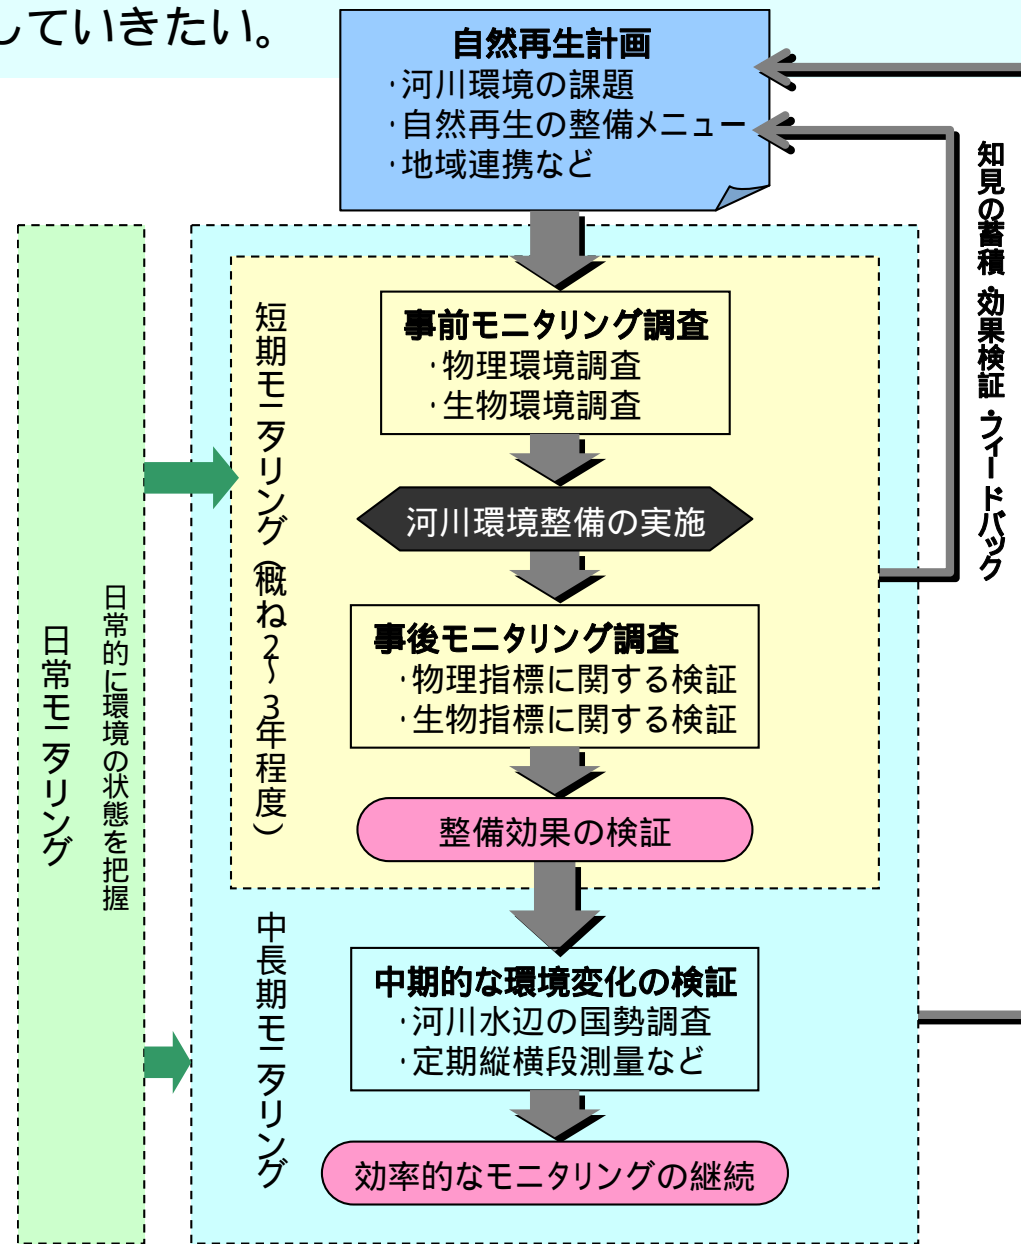 していきたい。
自然再生計画
・河川環境の課題
・自然再生の整備メニュー
・地域連携など
知見の蓄積・効果検証・フィードバック
短期モニタリング（概ね2～3年程度）
事前モニタリング調査
・物理環境調査
・生物環境調査
河川環境整備の実施
事後モニタリング調査
・物理指標に関する検証
・生物指標に関する検証
整備効果の検証
日常モニタリング
日常的に環境の状態を把握
中長期モニタリング
中期的な環境変化の検証
・河川水辺の国勢調査
・定期縦横段測量など
効率的なモニタリングの継続